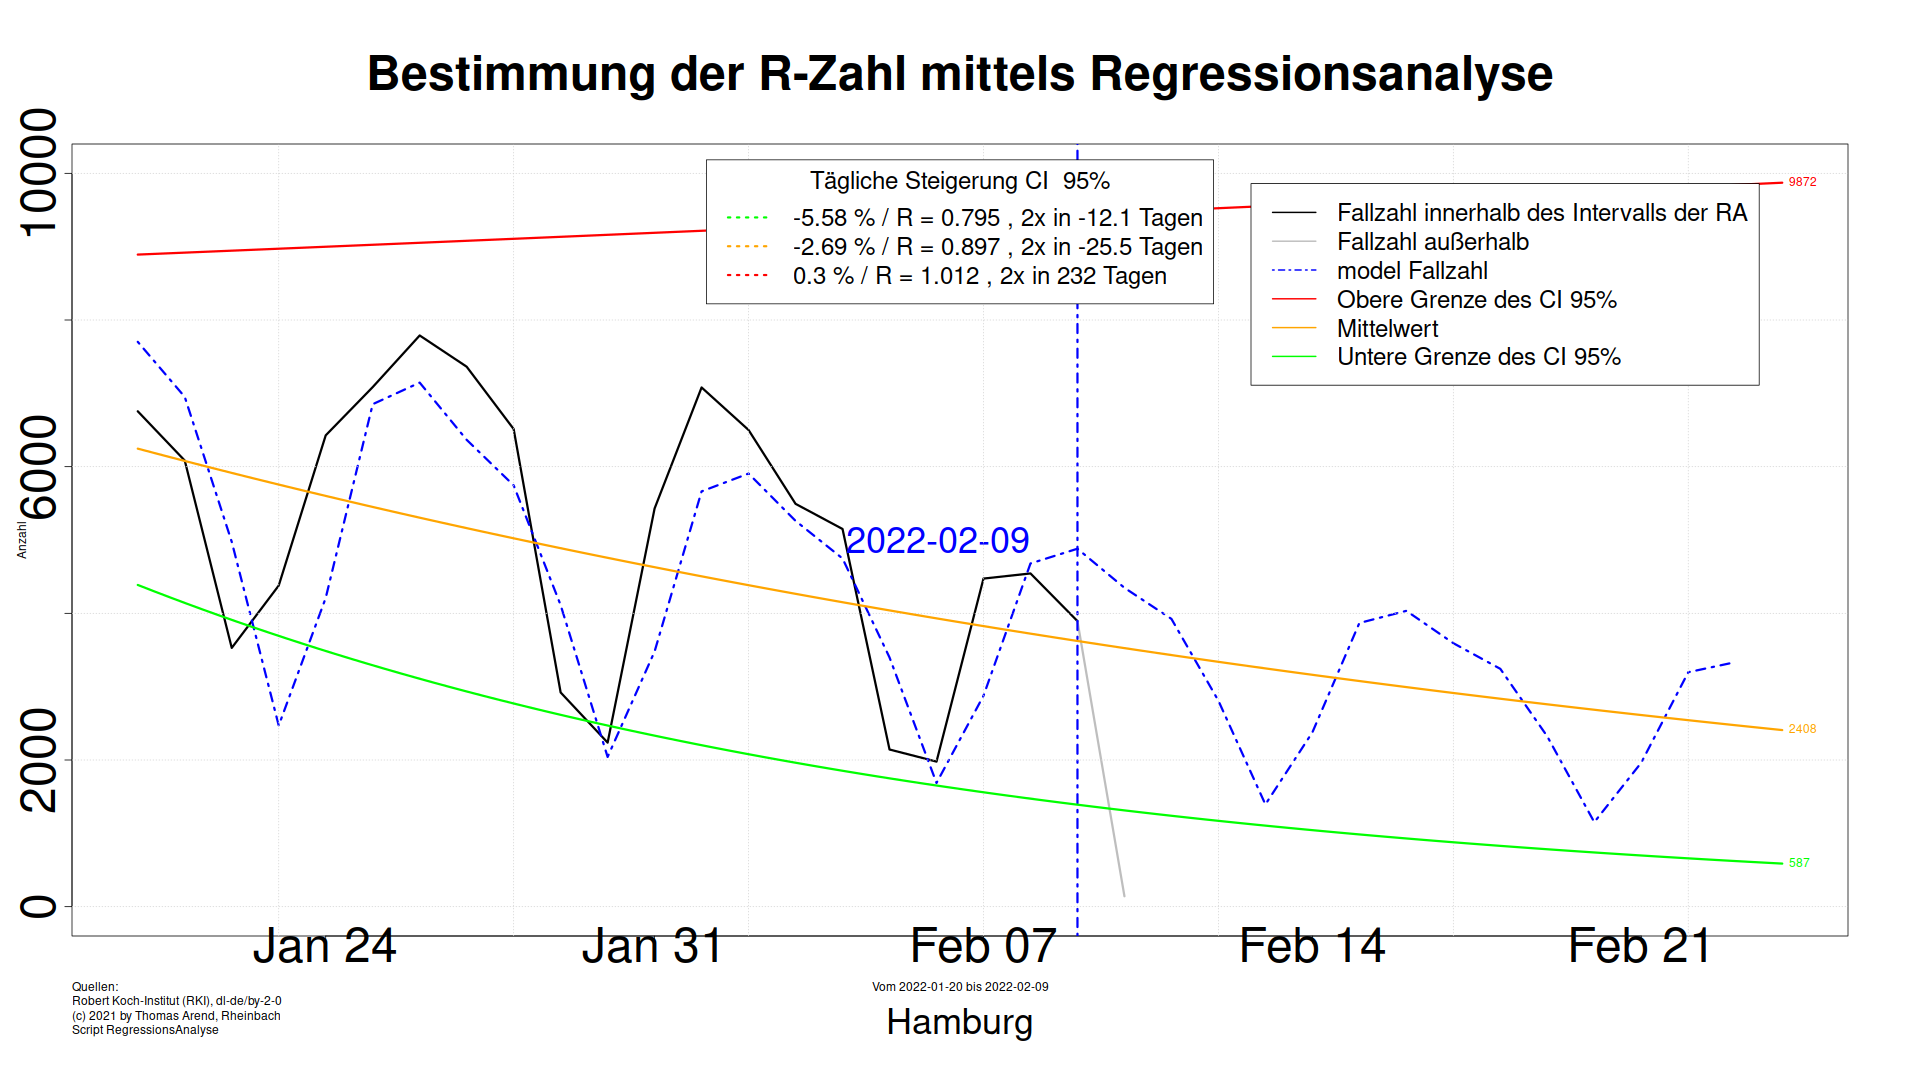 Bestimmung der R-Zahl mittels Regressionsanalyse
10000
6000
2000
0
Anzahl
Tägliche Steigerung CI  95%
-5.58 % / R = 0.795 , 2x in -12.1 Tagen
-2.69 % / R = 0.897 , 2x in -25.5 Tagen
0.3 % / R = 1.012 , 2x in 232 Tagen
Fallzahl innerhalb des Intervalls der RA
Fallzahl außerhalb
model Fallzahl
Obere Grenze des CI 95%
Mittelwert
Untere Grenze des CI 95%
9872
2022-02-09
2408
587
Jan 24
Jan 31
Feb 07
Feb 14
Feb 21
Quellen:
Robert Koch-Institut (RKI), dl-de/by-2-0
(c) 2021 by Thomas Arend, Rheinbach
Script RegressionsAnalyse
Vom 2022-01-20 bis 2022-02-09
Hamburg